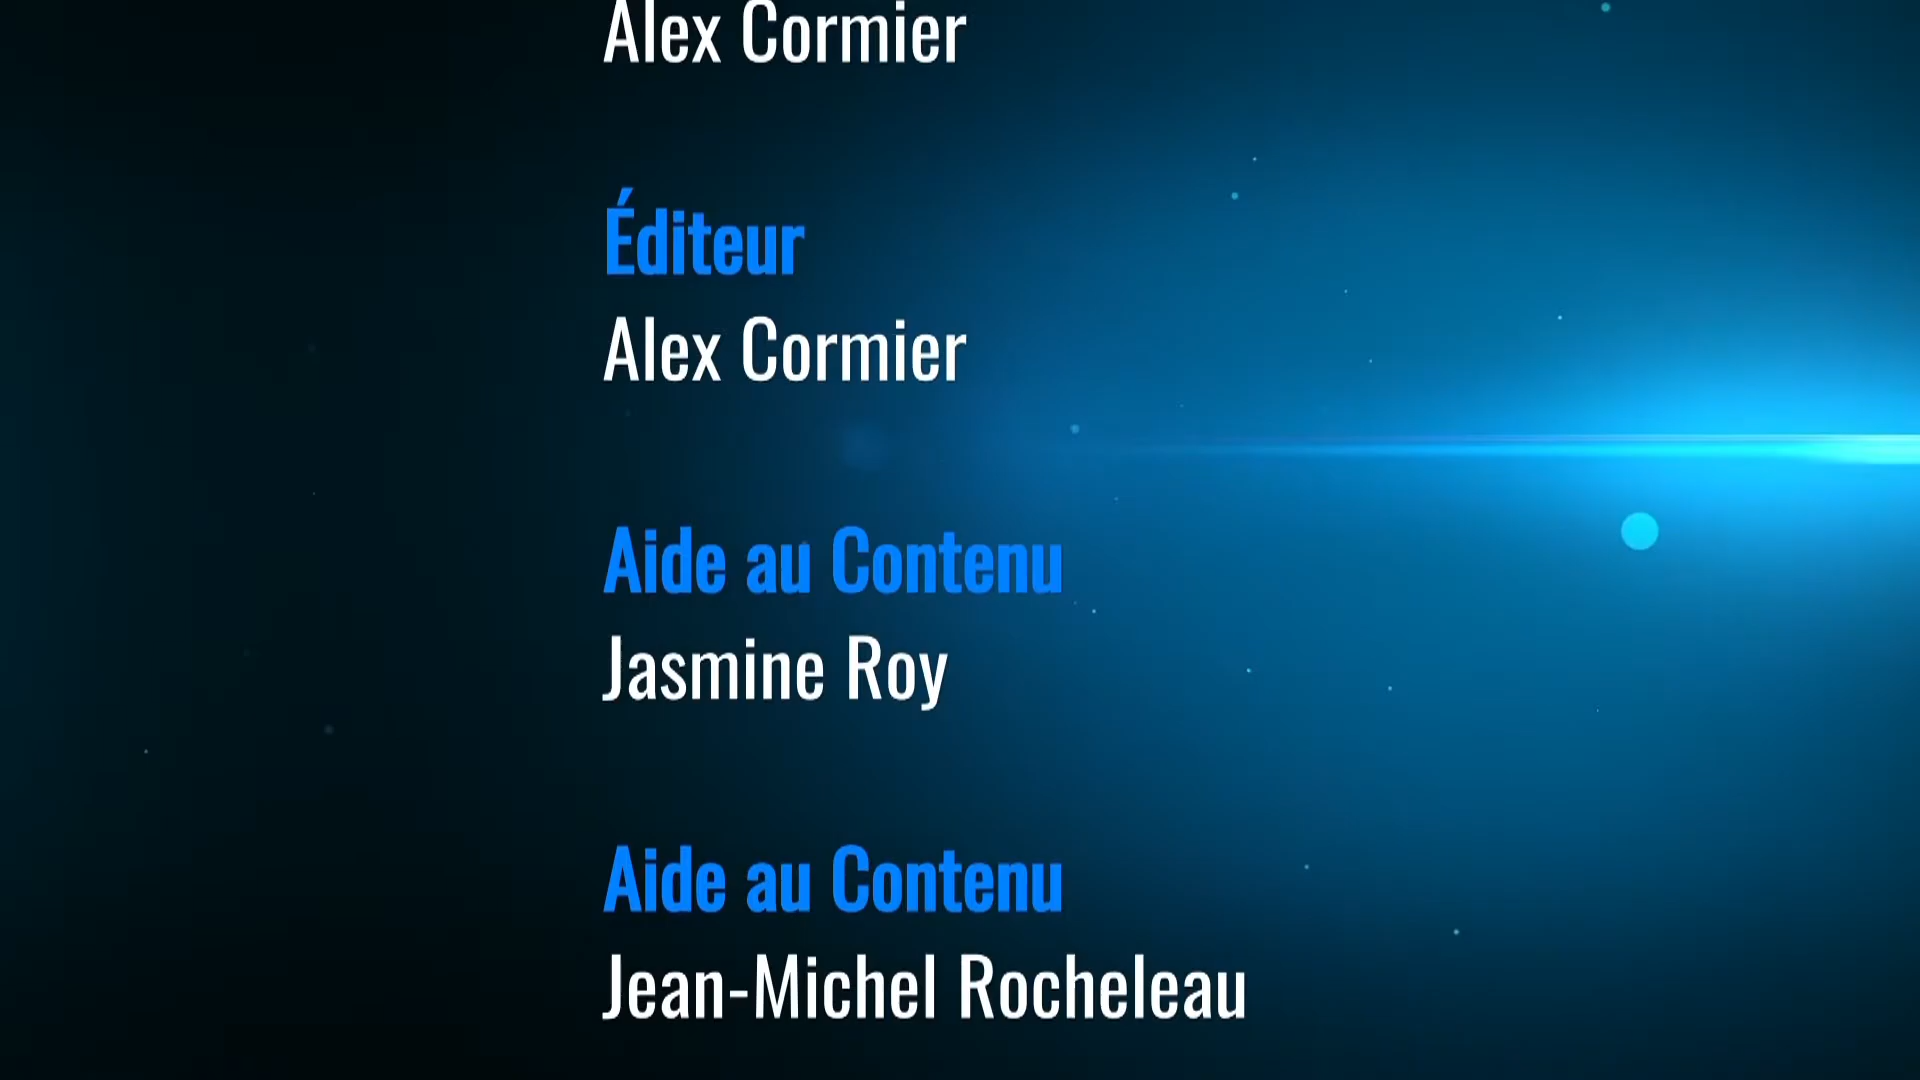 Alex Cormier
Éditeur
Alex Cormier
Aide au Contenu
Jasmine Roy
Aide au Contenu
Jean-Michel Rocheleau